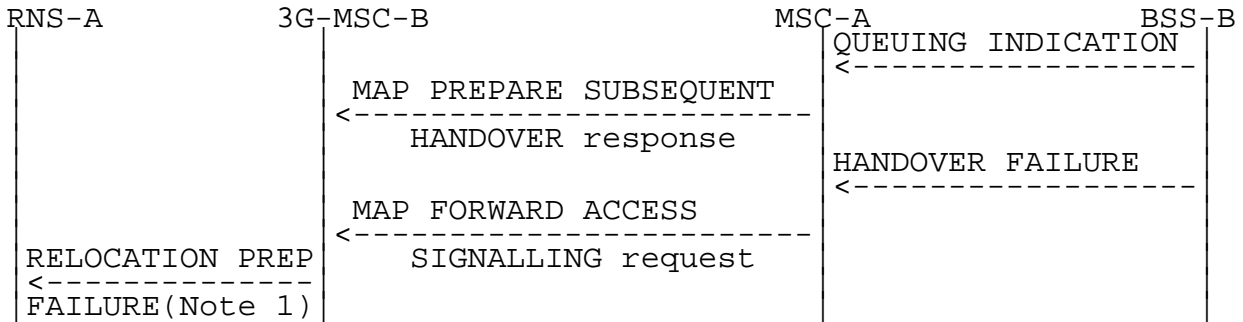 RNS-A 3G-MSC-B MSC-A BSS-B
QUEUING INDICATION
MAP PREPARE SUBSEQUENT
HANDOVER response
HANDOVER FAILURE
MAP FORWARD ACCESS
RELOCATION PREP SIGNALLING request
FAILURE(Note 1)